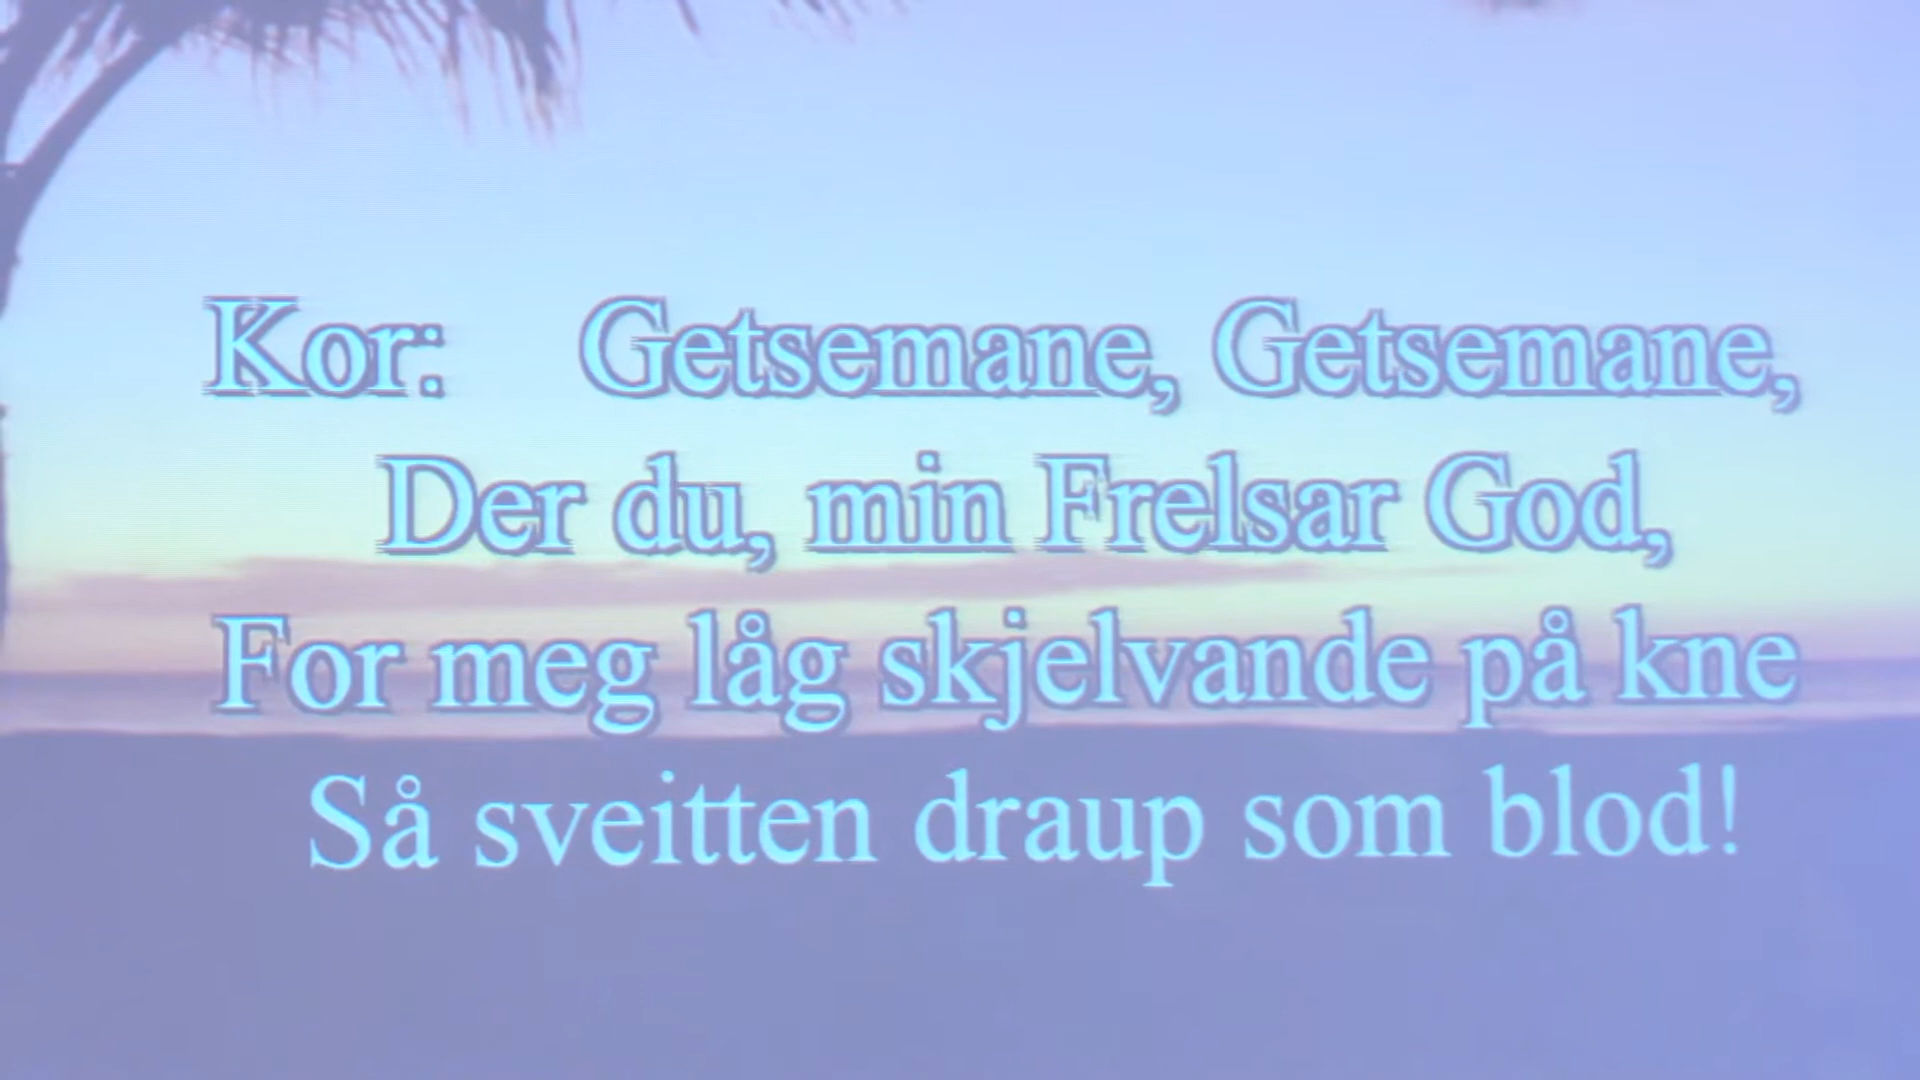 Kor: Getsemane, Getsemane,
Der du, min Frelsar God,
For meg låg skjelvande på kne
Så sveitten draup som blod!